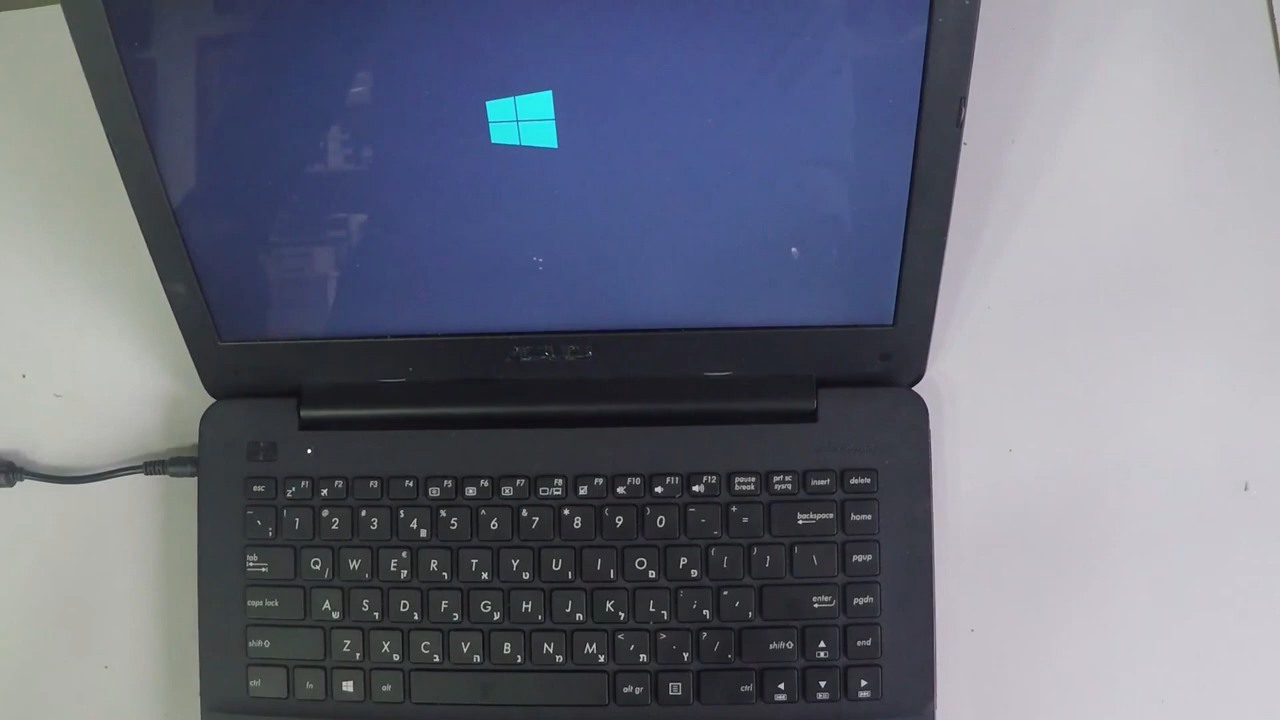 ASUS
esc F1 F2 F3 F4 F5 F6 F7 F8 F9 F10 F11 F12 pause break prt sc sysrq insert delete
~ ` ; ! 1 @ 2 # 3 $ 4 ₪ % 5 ^ 6 & 7 * 8 ( 9 ) 0 _ - + = backspace home
tab Q / W ' E € ק R ר T א Y ט U ו I ן O ם P פ { [ } ] | \ pgup
caps lock A ש S ד D ג F כ G ע H י J ח K ל L ך : ; ף " ' , enter pgdn
shift Z ז X ס C ב V ה B נ N מ M צ < , ת > . ץ ? / . shift end
ctrl fn alt alt gr ctrl